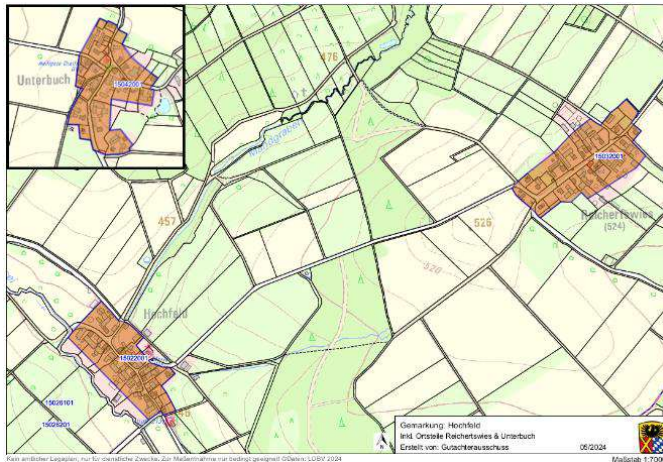 Unterbuch
15042001
476
Mandgraben
457
526
520
15032001
Reichertswies
(524)
Hochfeld
15022001
15026101
15026201
Gemarkung: Hochfeld
Inkl. Ortsteile Reichertswies & Unterbuch
Erstellt von: Gutachterausschuss
05/2024
Kein amtlicher Lageplan, nur für dienstliche Zwecke. Zur Maßentnahme nur bedingt geeignet! ©Daten: LDBV 2024